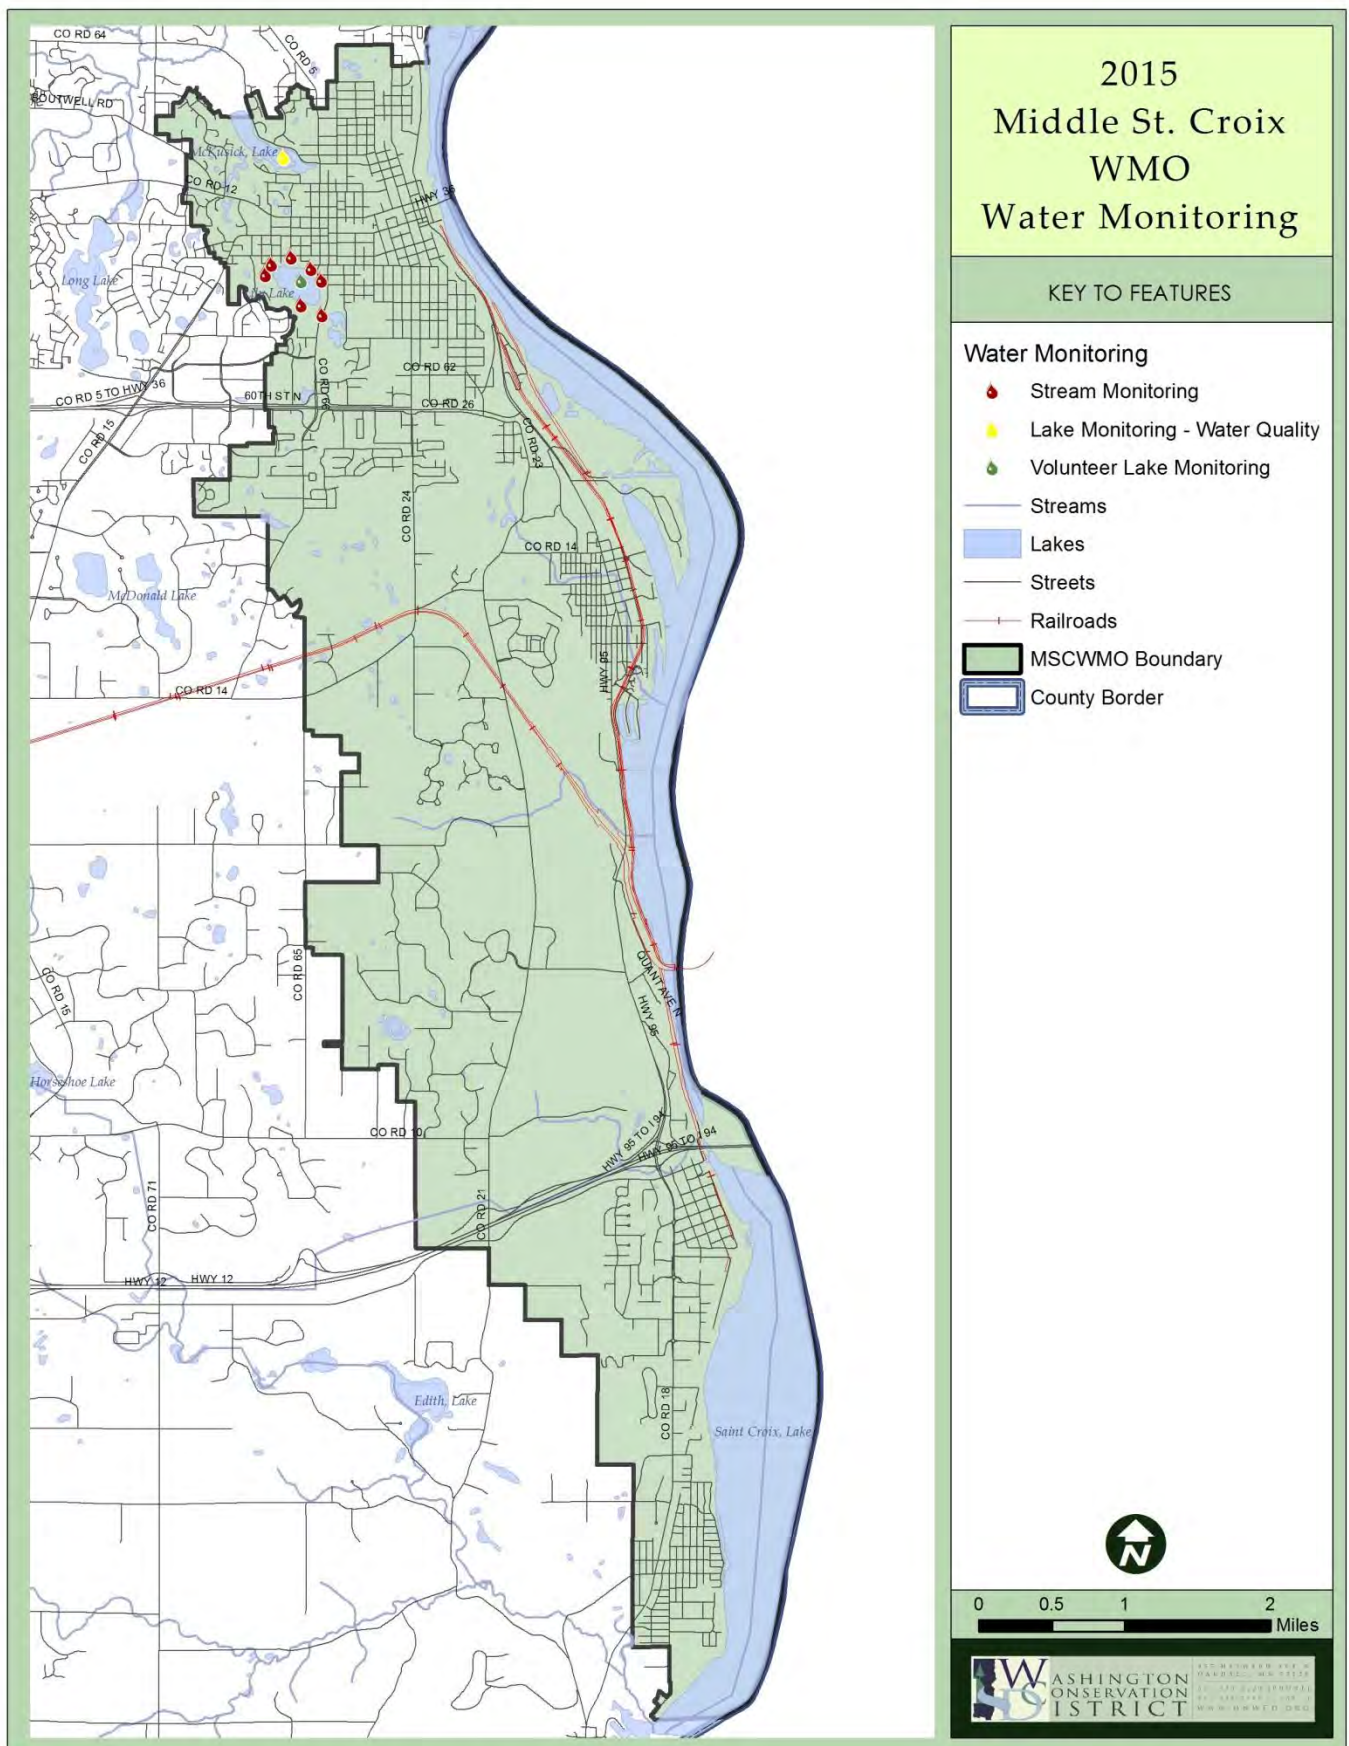 2015
Middle St. Croix
WMO
Water Monitoring
KEY TO FEATURES
Water Monitoring
Stream Monitoring
Lake Monitoring - Water Quality
Volunteer Lake Monitoring
Streams
Lakes
Streets
Railroads
MSCWMO Boundary
County Border
N
0 0.5 1 2
Miles
WASHINGTON
CONSERVATION
DISTRICT
CO RD 64
CO RD 5
BOUTWELL RD
McKusick, Lake
CO RD 12
HWY 36
Long Lake
Lake
CO RD 62
CO RD 66
CO RD 5 TO HWY 36
60TH ST N
CO RD 26
CO RD 15
CO RD 23
CO RD 24
CO RD 14
McDonald Lake
HWY 95
CO RD 14
CO RD 65
QUANT AVE N
CO RD 15
HWY 95
Horseshoe Lake
CO RD 10
HWY 95 TO I 94
HWY 95 TO I 94
CO RD 71
CO RD 21
HWY 12
HWY 12
Edith, Lake
CO RD 18
Saint Croix, Lake